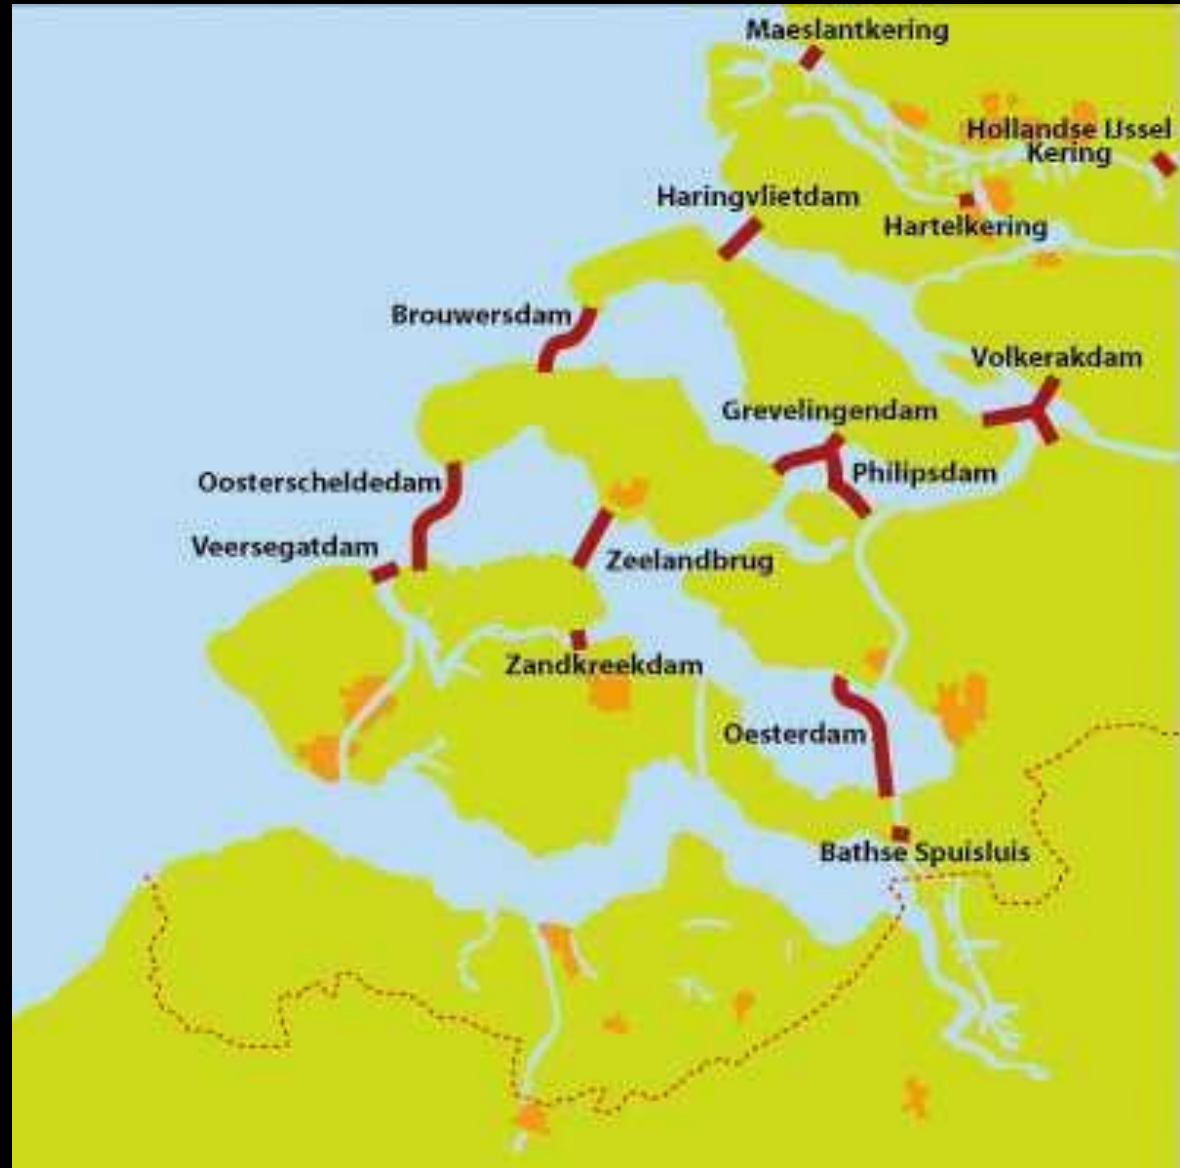 Maeslantkering
Hollandse IJssel
Kering
Haringvlietdam
Hartelkering
Brouwersdam
Volkerakdam
Grevelingendam
Philipsdam
Oosterscheldedam
Veersegatdam
Zeelandbrug
Zandkreekdam
Oesterdam
Bathse Spuisluis